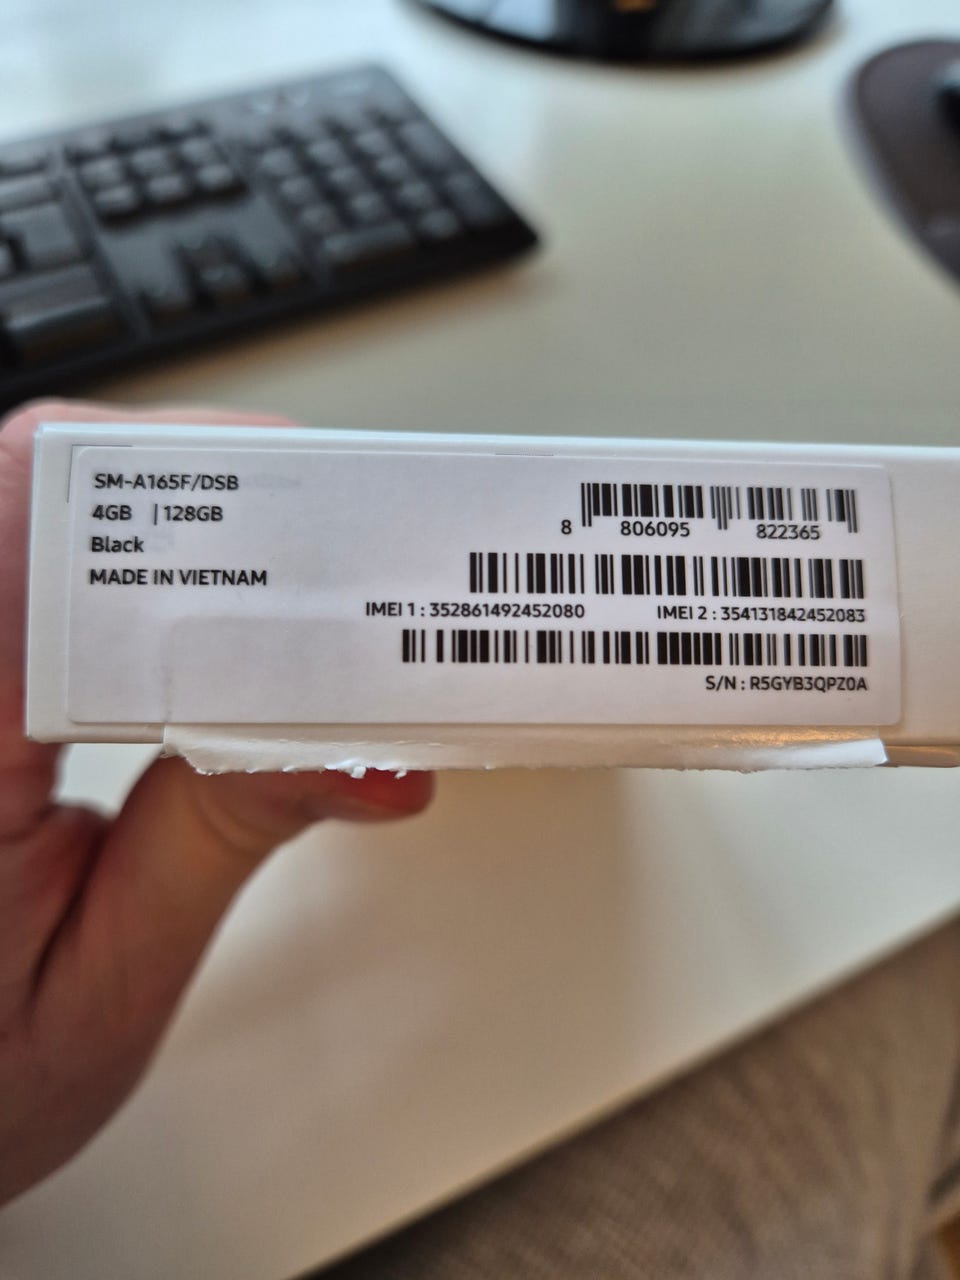 SM-A165F/DSB
4GB | 128GB
Black
MADE IN VIETNAM
8 806095 822365
IMEI 1 : 352861492452080 IMEI 2 : 354131842452083
S/N : R5GYB3QPZ0A